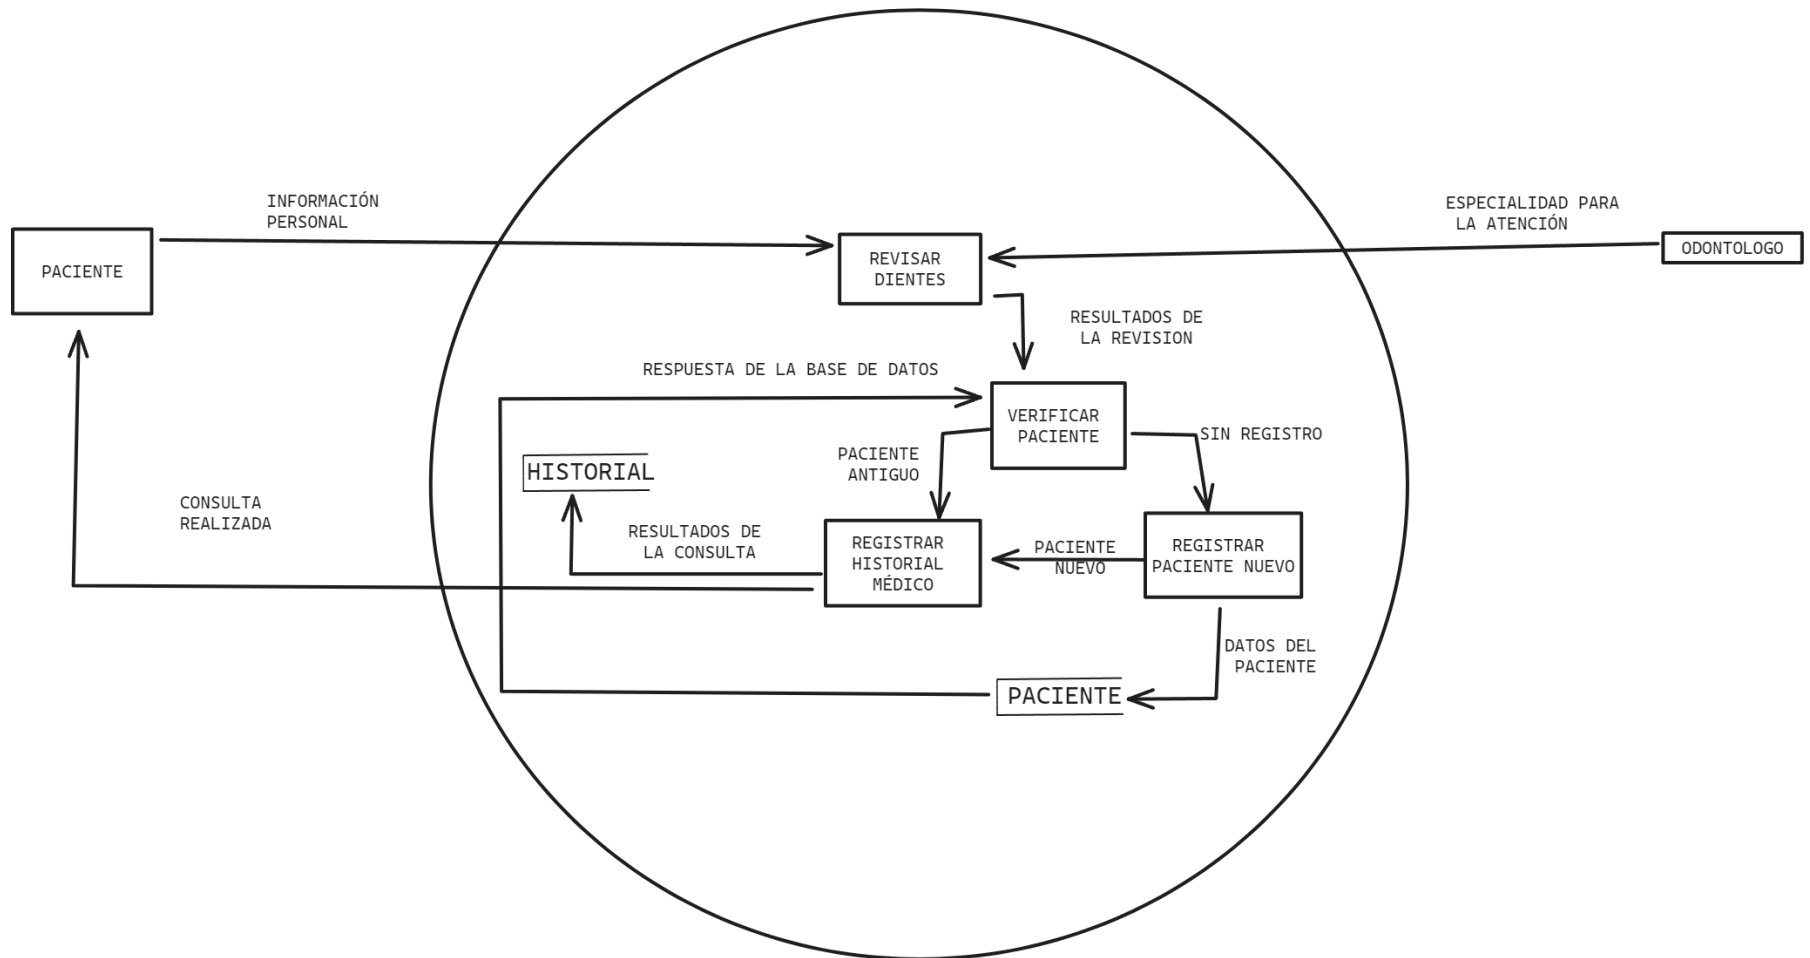 INFORMACIÓN
PERSONAL
ESPECIALIDAD PARA
LA ATENCIÓN
PACIENTE
REVISAR
DIENTES
ODONTOLOGO
RESULTADOS DE
LA REVISION
RESPUESTA DE LA BASE DE DATOS
VERIFICAR
PACIENTE
SIN REGISTRO
PACIENTE
ANTIGUO
HISTORIAL
CONSULTA
REALIZADA
RESULTADOS DE
LA CONSULTA
REGISTRAR
HISTORIAL
MÉDICO
PACIENTE
NUEVO
REGISTRAR
PACIENTE NUEVO
DATOS DEL
PACIENTE
PACIENTE